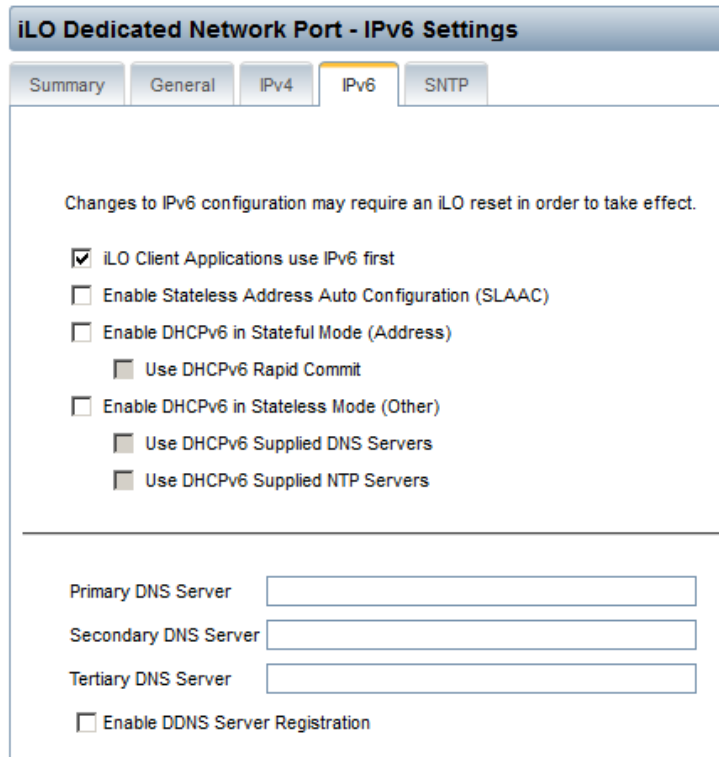 iLO Dedicated Network Port - IPv6 Settings
Summary General IPv4 IPv6 SNTP
Changes to IPv6 configuration may require an iLO reset in order to take effect.
iLO Client Applications use IPv6 first
Enable Stateless Address Auto Configuration (SLAAC)
Enable DHCPv6 in Stateful Mode (Address)
Use DHCPv6 Rapid Commit
Enable DHCPv6 in Stateless Mode (Other)
Use DHCPv6 Supplied DNS Servers
Use DHCPv6 Supplied NTP Servers
Primary DNS Server
Secondary DNS Server
Tertiary DNS Server
Enable DDNS Server Registration